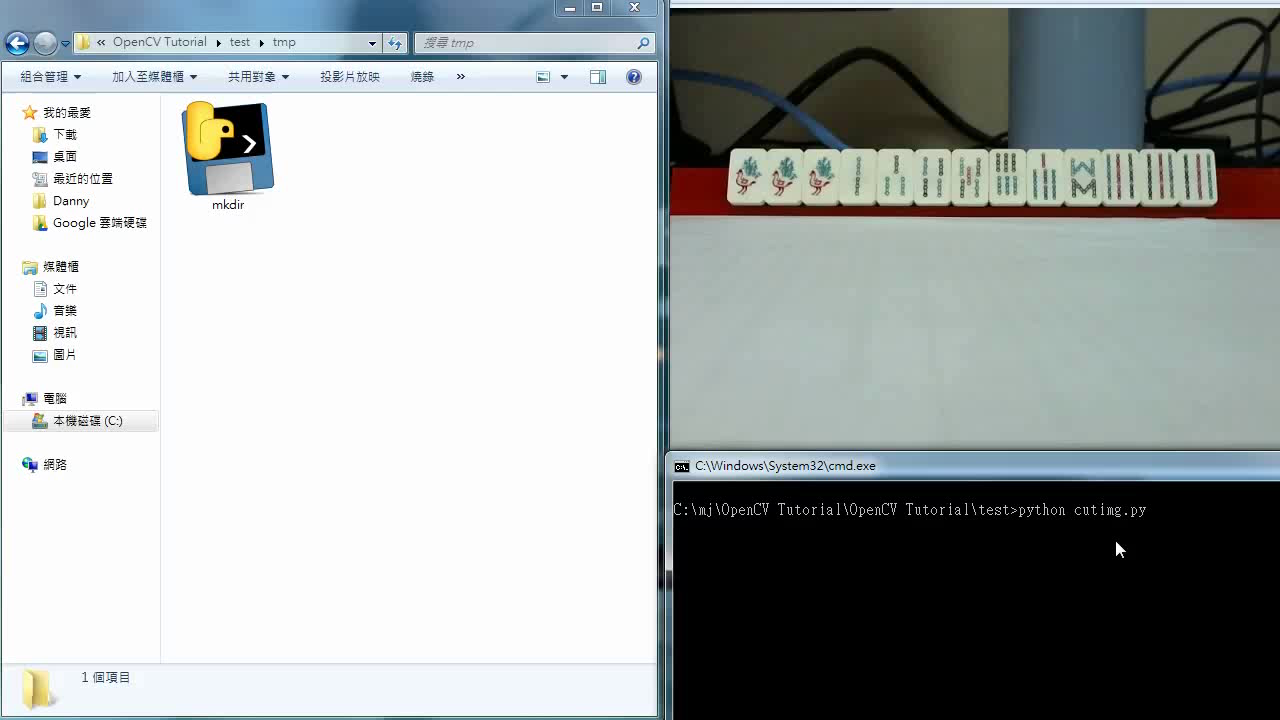 « OpenCV Tutorial ▸ test ▸ tmp
搜尋 tmp
組合管理 加入至媒體櫃 共用對象 投影片放映 燒錄 »
我的最愛
下載
桌面
最近的位置
Danny
Google 雲端硬碟
媒體櫃
文件
音樂
視訊
圖片
電腦
本機磁碟 (C:)
網路
mkdir
1 個項目
C:\Windows\System32\cmd.exe
C:\mj\OpenCV Tutorial\OpenCV Tutorial\test>python cutimg.py